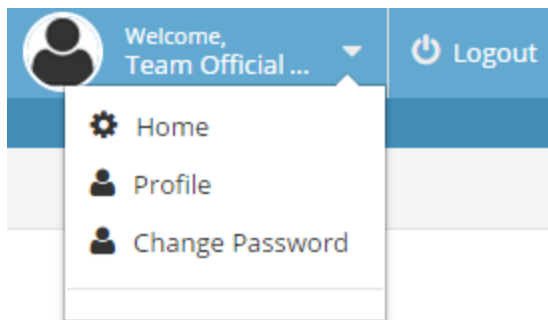 Welcome,
Team Official ...
Logout
Home
Profile
Change Password